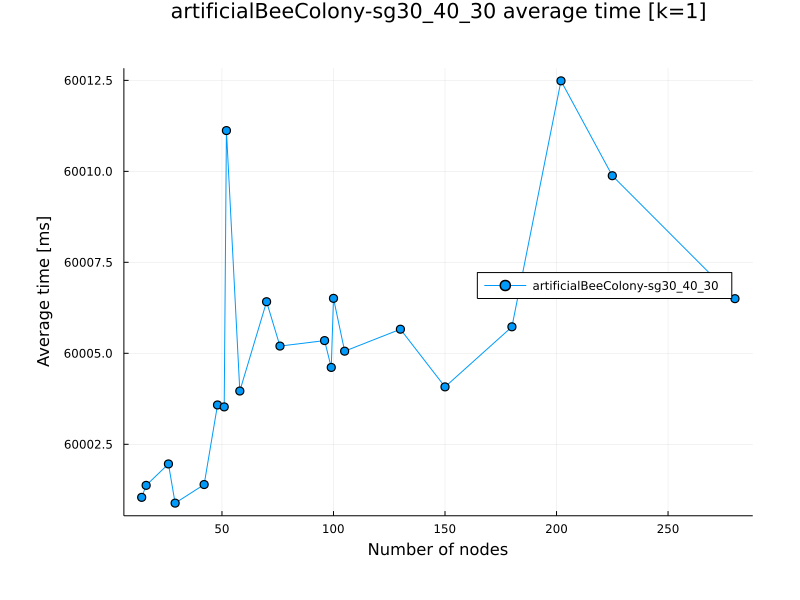 artificialBeeColony-sg30_40_30 average time [k=1]
60012.5
60010.0
60007.5
60005.0
60002.5
Average time [ms]
artificialBeeColony-sg30_40_30
50 100 150 200 250
Number of nodes